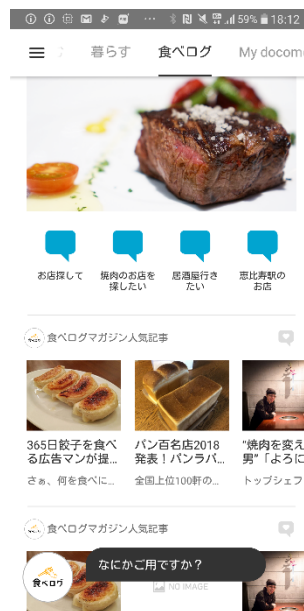 59% 18:12
暮らす 食べログ My docom
お店探して
焼肉のお店を
探したい
居酒屋行き
たい
恵比寿駅の
お店
食べログマガジン人気記事
365日餃子を食べ
る広告マンが提...
さぁ、何を食べに...
パン百名店2018
発表！パンラバ...
全国上位100軒の...
"焼肉を変え
男"「よろに
トップシェフ
食べログマガジン人気記事
なにかご用ですか？
食べログ
NO IMAGE